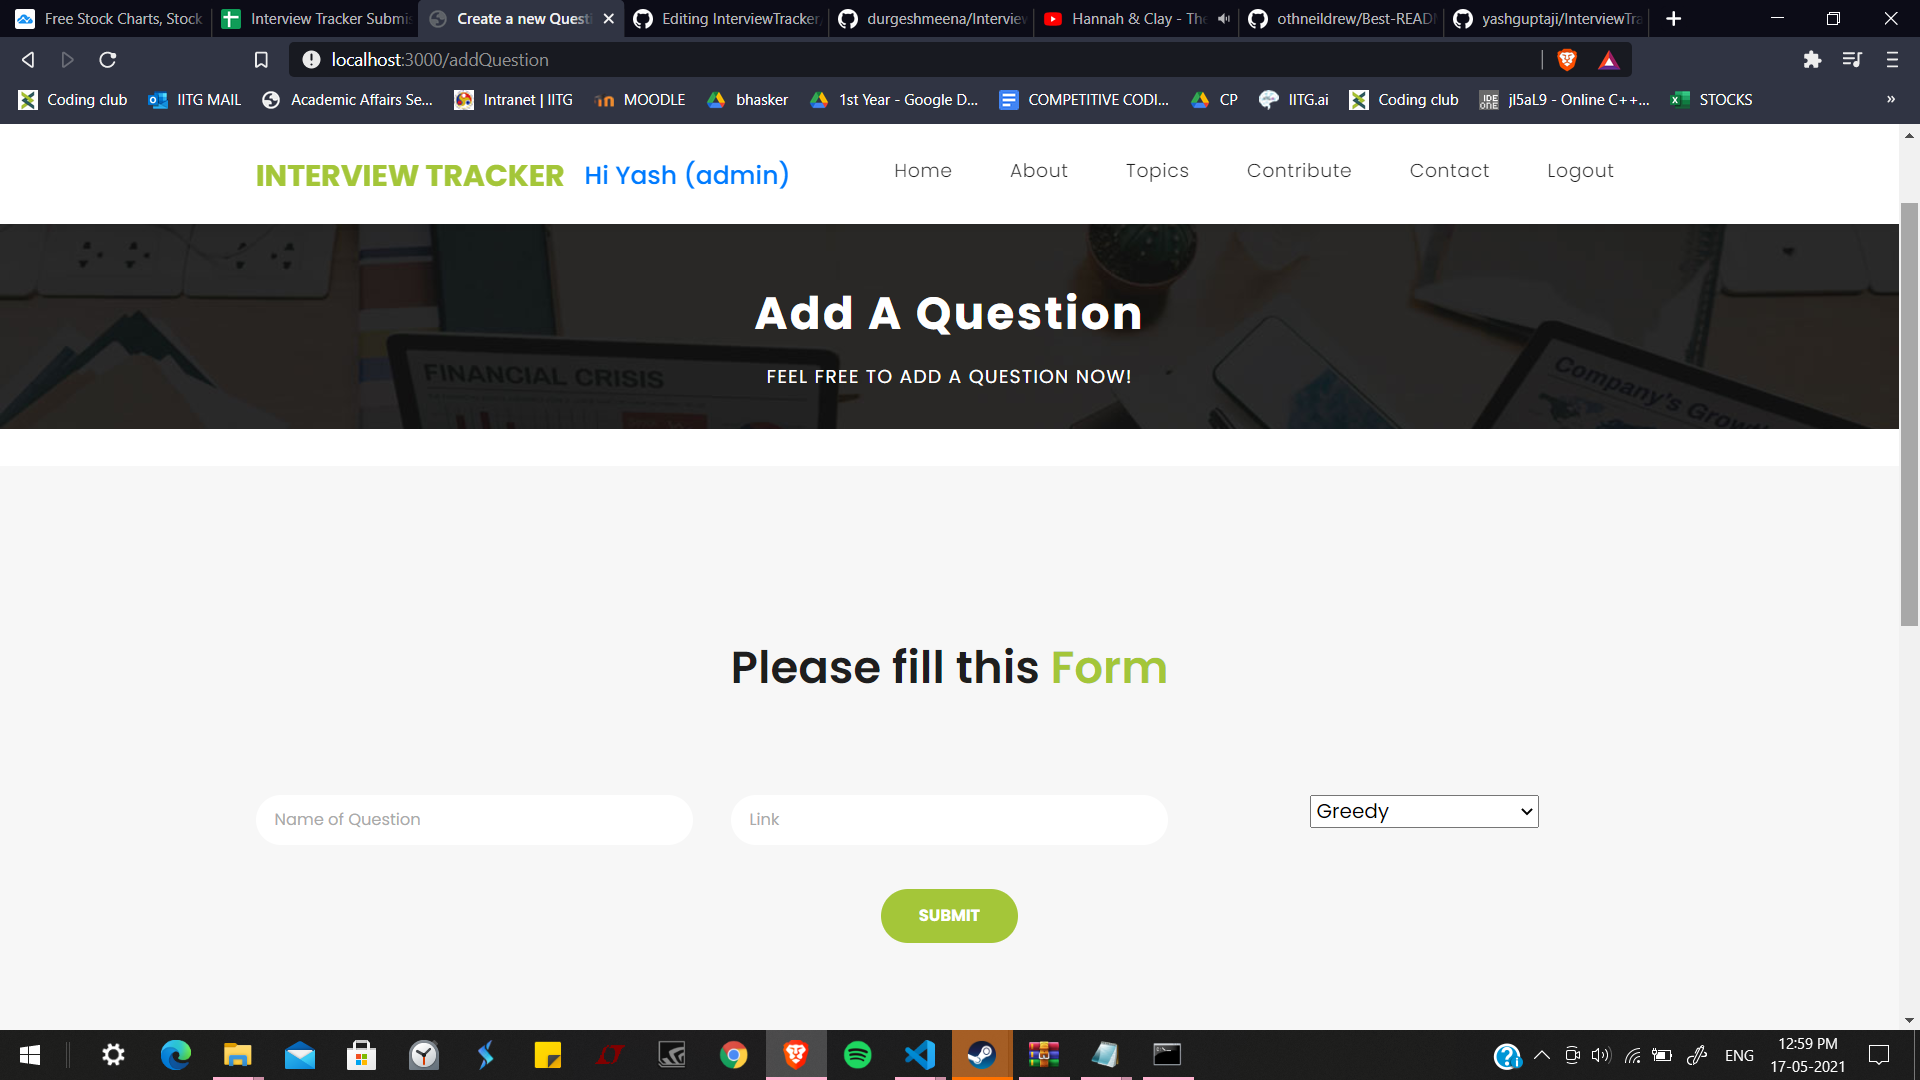 Free Stock Charts, Stock
Interview Tracker Submis
Create a new Questi
Editing InterviewTracker/
durgeshmeena/Interview
Hannah & Clay - The
othneildrew/Best-READM
yashguptaji/InterviewTra
localhost:3000/addQuestion
Coding club
IITG MAIL
Academic Affairs Se...
Intranet | IITG
MOODLE
bhasker
1st Year - Google D...
COMPETITIVE CODI...
CP
IITG.ai
Coding club
jI5aL9 - Online C++...
STOCKS
»
INTERVIEW TRACKER Hi Yash (admin)
Home
About
Topics
Contribute
Contact
Logout
Add A Question
FEEL FREE TO ADD A QUESTION NOW!
FINANCIAL CRISIS
Company's Growth
Please fill this Form
Name of Question
Link
Greedy
SUBMIT
ENG
12:59 PM
17-05-2021